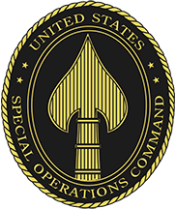 UNITED STATES
SPECIAL OPERATIONS COMMAND